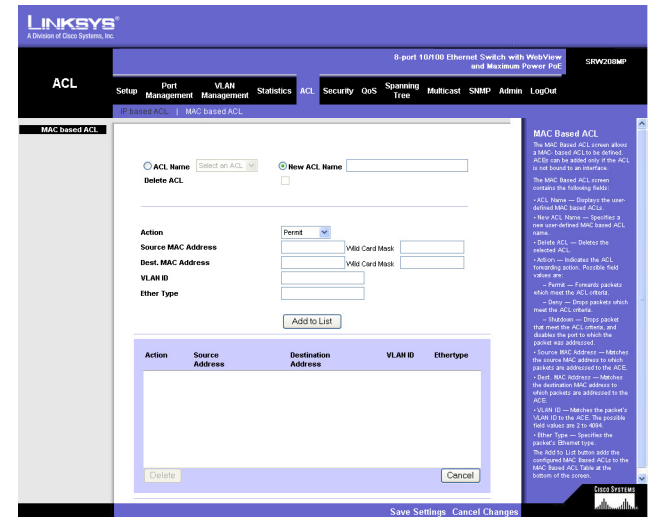 LINKSYS®
A Division of Cisco Systems, Inc.
8-port 10/100 Ethernet Switch with WebView
and Maximum Power PoE
SRW208MP
ACL
Setup
Port Management
VLAN Management
Statistics
ACL
Security
QoS
Spanning Tree
Multicast
SNMP
Admin
LogOut
IP based ACL | MAC based ACL
MAC based ACL
ACL Name Select an ACL New ACL Name
Delete ACL
Action Permit
Source MAC Address Wild Card Mask
Dest. MAC Address Wild Card Mask
VLAN ID
Ether Type
Add to List
Action
Source Address
Destination Address
VLAN ID
Ethertype
Delete
Cancel
MAC Based ACL
The MAC Based ACL screen allows
a MAC- based ACL to be defined.
ACEs can be added only if the ACL
is not bound to an interface.
The MAC Based ACL screen
contains the following fields:
• ACL Name — Displays the user-
defined MAC based ACLs.
• New ACL Name — Specifies a
new user-defined MAC based ACL
name.
• Delete ACL — Deletes the
selected ACL.
• Action — Indicates the ACL
forwarding action. Possible field
values are:
– Permit — Forwards packets
which meet the ACL criteria.
– Deny — Drops packets which
meet the ACL criteria.
– Shutdown — Drops packet
that meet the ACL criteria, and
disables the port to which the
packet was addressed.
• Source MAC Address — Matches
the source MAC address to which
packets are addressed to the ACE.
• Dest. MAC Address — Matches
the destination MAC address to
which packets are addressed to the
ACE.
• VLAN ID — Matches the packet's
VLAN ID to the ACE. The possible
field values are 2 to 4094.
• Ether Type — Specifies the
packet's Ethernet type.
The Add to List button adds the
configured MAC Based ACLs to the
MAC Based ACL Table at the
bottom of the screen.
Save Settings Cancel Changes
CISCO SYSTEMS